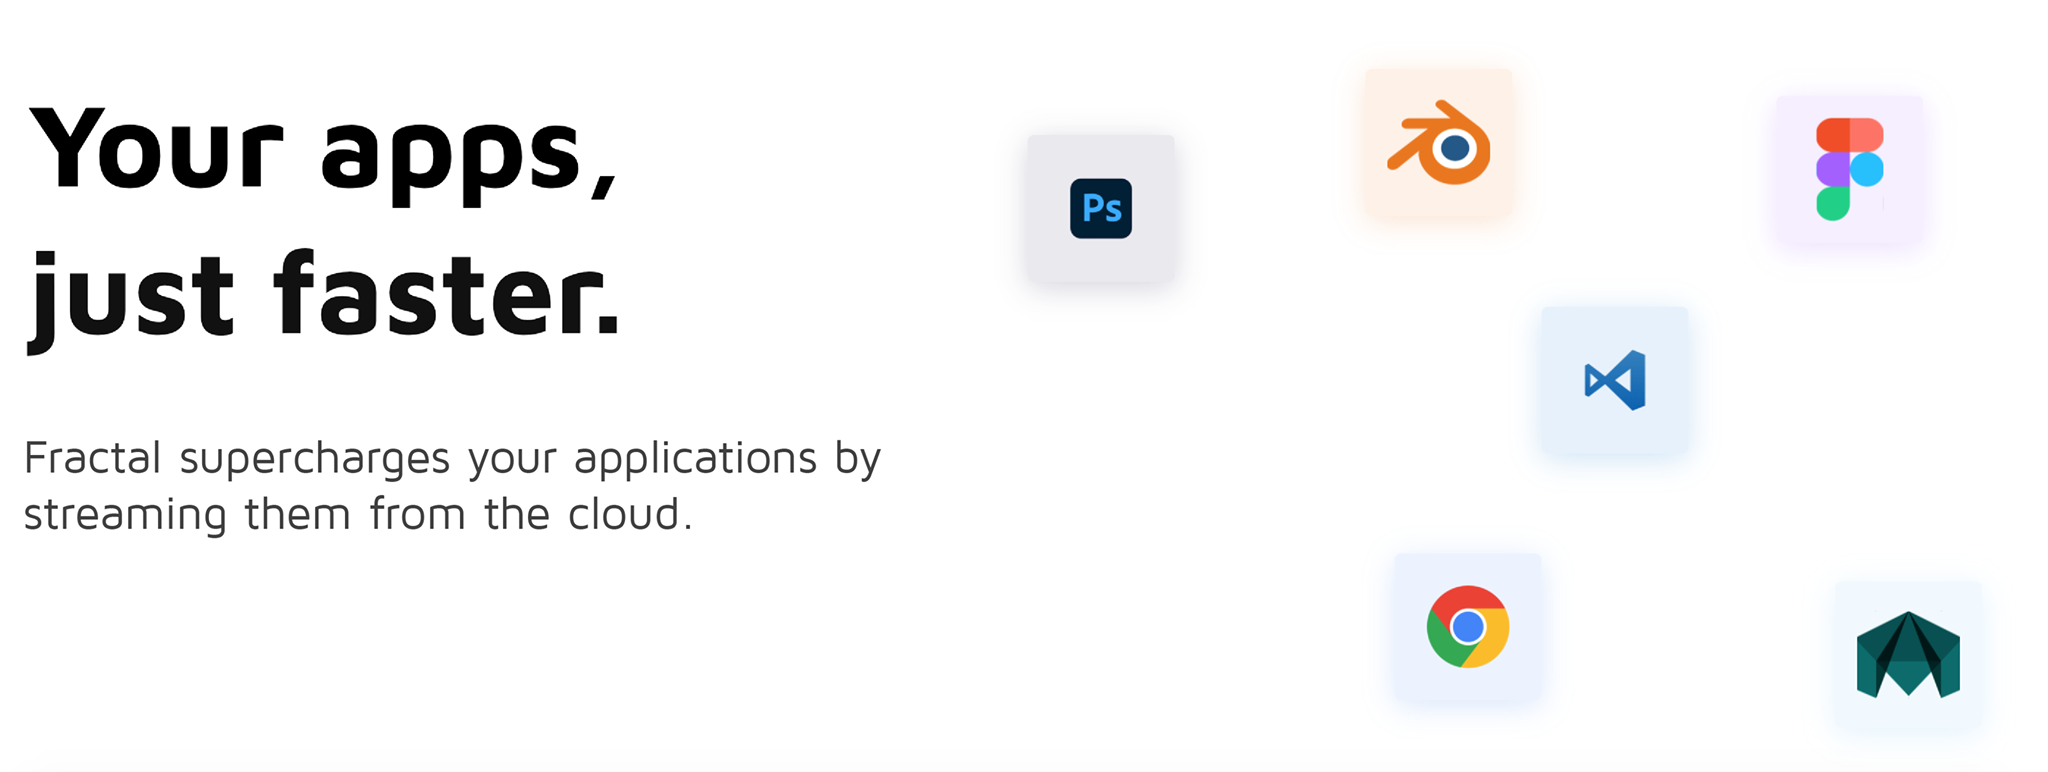 Your apps,
just faster.
Fractal supercharges your applications by
streaming them from the cloud.
Ps